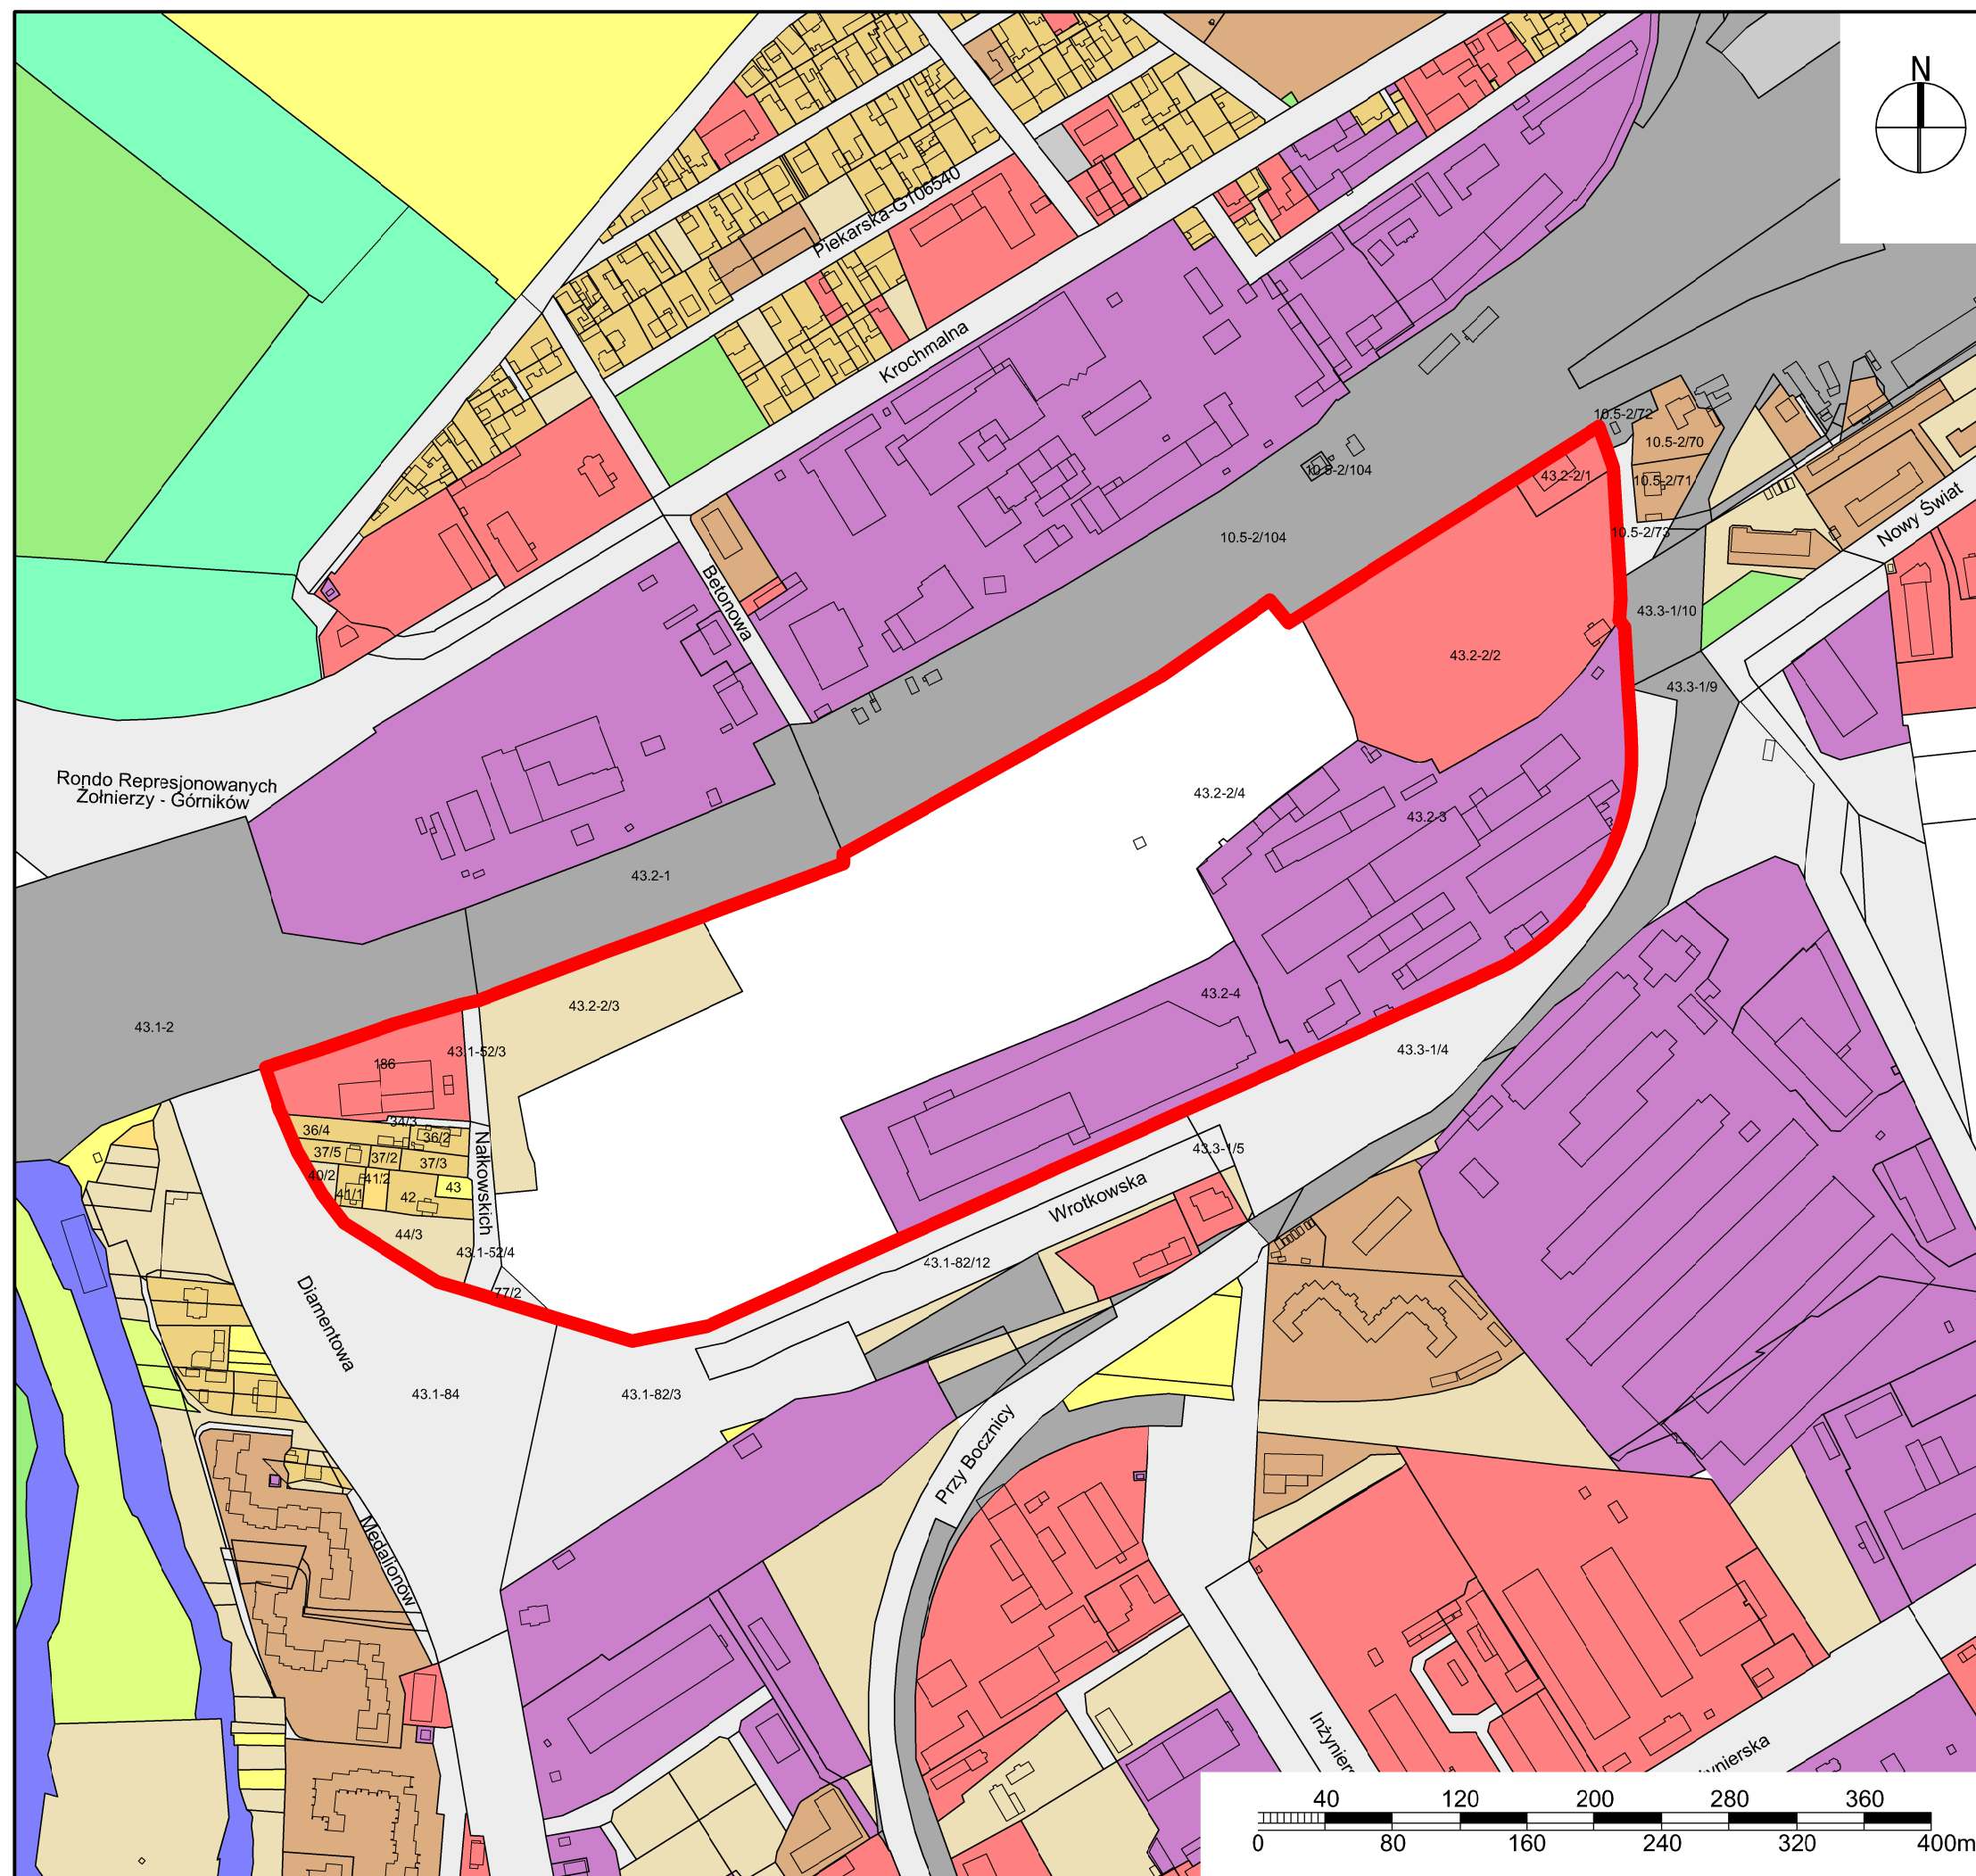 N
Piekarska-G106540
Krochmalna
10.5-2/72
10.5-2/70
10.5-2/104
43.2-2/1
10.5-2/71
Nowy Świat
10.5-2/104
10.5-2/73
Betonowa
43.3-1/10
43.2-2/2
43.3-1/9
Rondo Represjonowanych
Żołnierzy - Górników
43.2-2/4
43.2-3
43.2-1
43.2-4
43.2-2/3
43.1-2
43.1-52/3
43.3-1/4
186
34/3
36/4
36/2
Nałkowskich
43.3-1/5
37/5
37/2
37/3
40/2
41/2
41/1
42
43
Wrotkowska
44/3
43.1-52/4
43.1-82/12
77/2
Diamentowa
43.1-84
43.1-82/3
Przy Bocznicy
Medalionów
Inżyniers
ynierska
40 120 200 280 360
0 80 160 240 320 400m